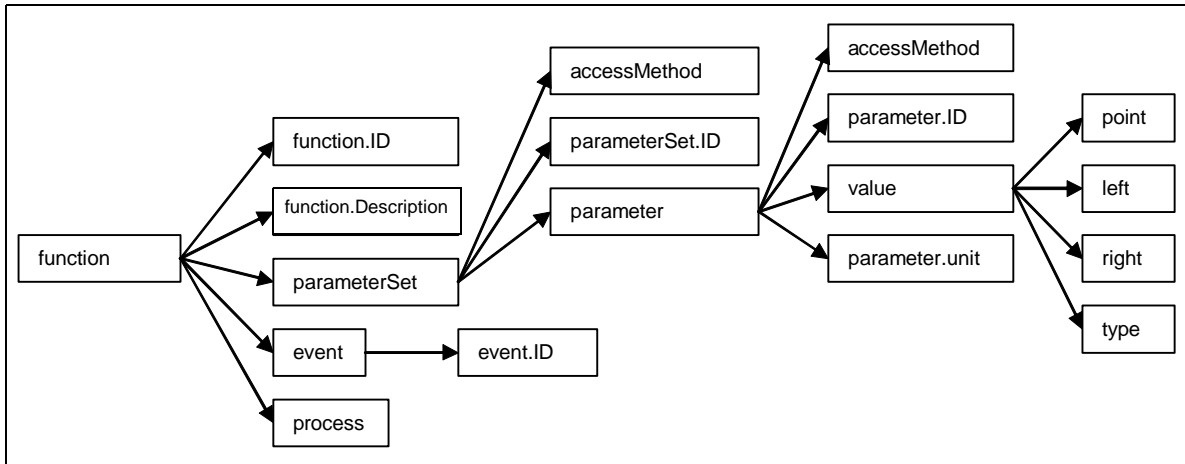 function
function.ID
function.Description
parameterSet
event
process
event.ID
accessMethod
parameterSet.ID
parameter
accessMethod
parameter.ID
value
parameter.unit
point
left
right
type